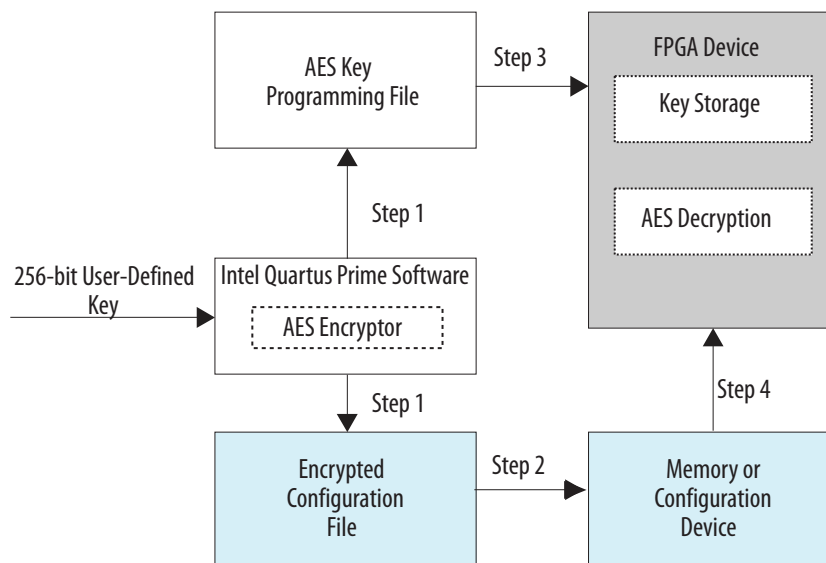 AES Key
Programming File
Step 3
FPGA Device
Key Storage
AES Decryption
Step 1
256-bit User-Defined
Key
Intel Quartus Prime Software
AES Encryptor
Step 1
Step 4
Encrypted
Configuration
File
Step 2
Memory or
Configuration
Device